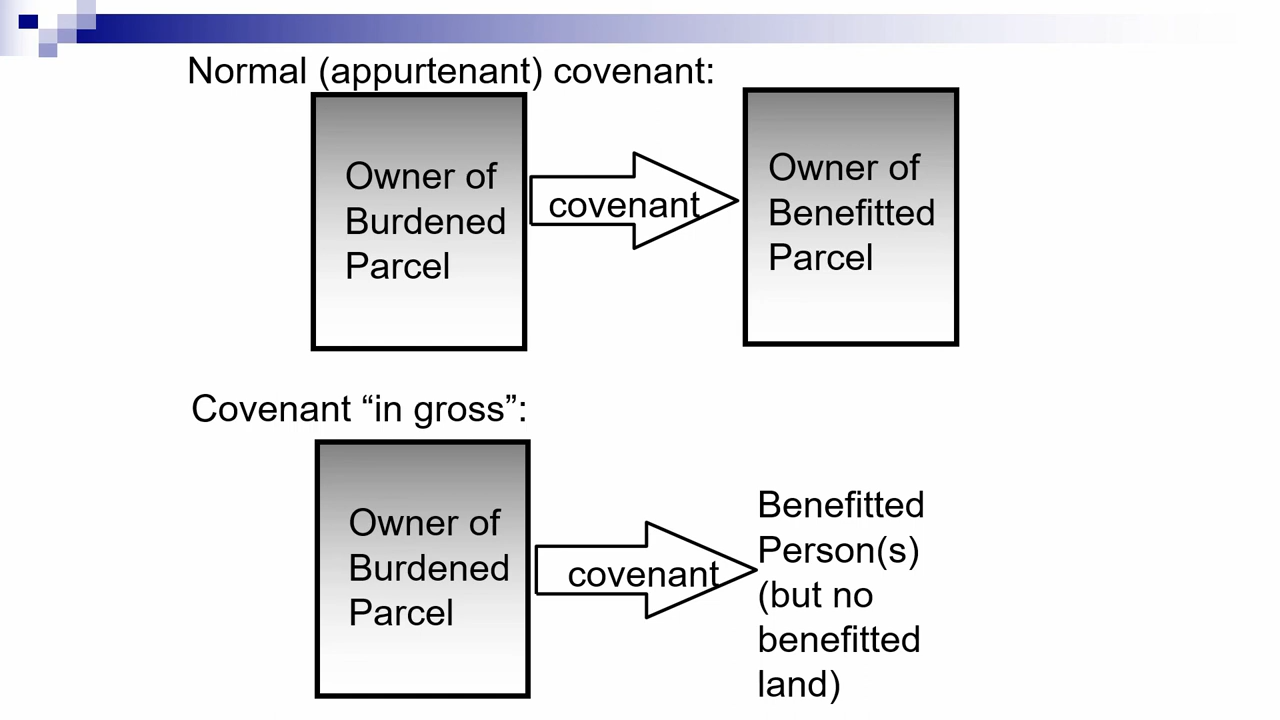 Normal (appurtenant) covenant:
Owner of
Burdened
Parcel
covenant
Owner of
Benefitted
Parcel
Covenant “in gross”:
Owner of
Burdened
Parcel
covenant
Benefitted
Person(s)
(but no
benefitted
land)